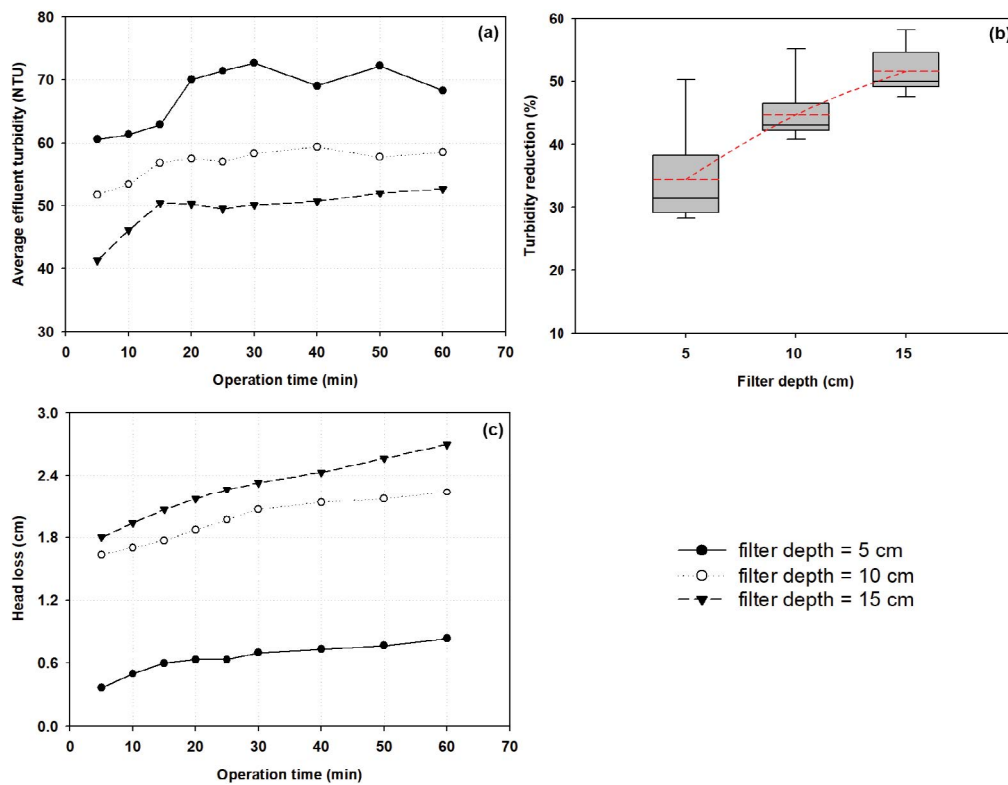 (a)
Average effluent turbidity (NTU)
80
70
60
50
40
30
0 10 20 30 40 50 60 70
Operation time (min)
(b)
Turbidity reduction (%)
60
50
40
30
20
10
5 10 15
Filter depth (cm)
(c)
Head loss (cm)
3.0
2.4
1.8
1.2
0.6
0.0
0 10 20 30 40 50 60 70
Operation time (min)
filter depth = 5 cm
filter depth = 10 cm
filter depth = 15 cm